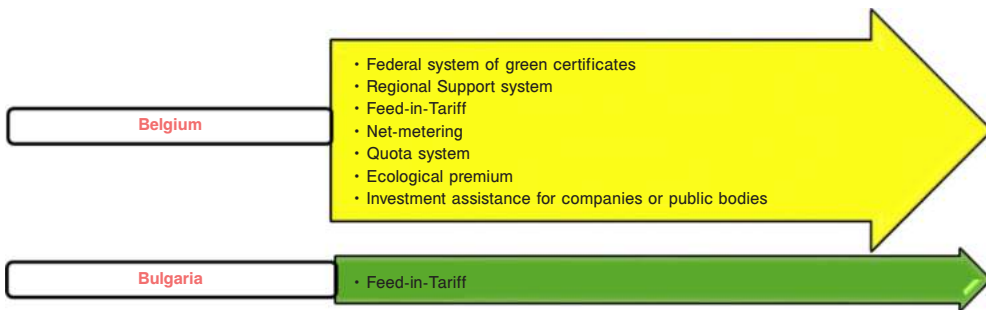 Belgium
• Federal system of green certificates
• Regional Support system
• Feed-in-Tariff
• Net-metering
• Quota system
• Ecological premium
• Investment assistance for companies or public bodies
Bulgaria
• Feed-in-Tariff